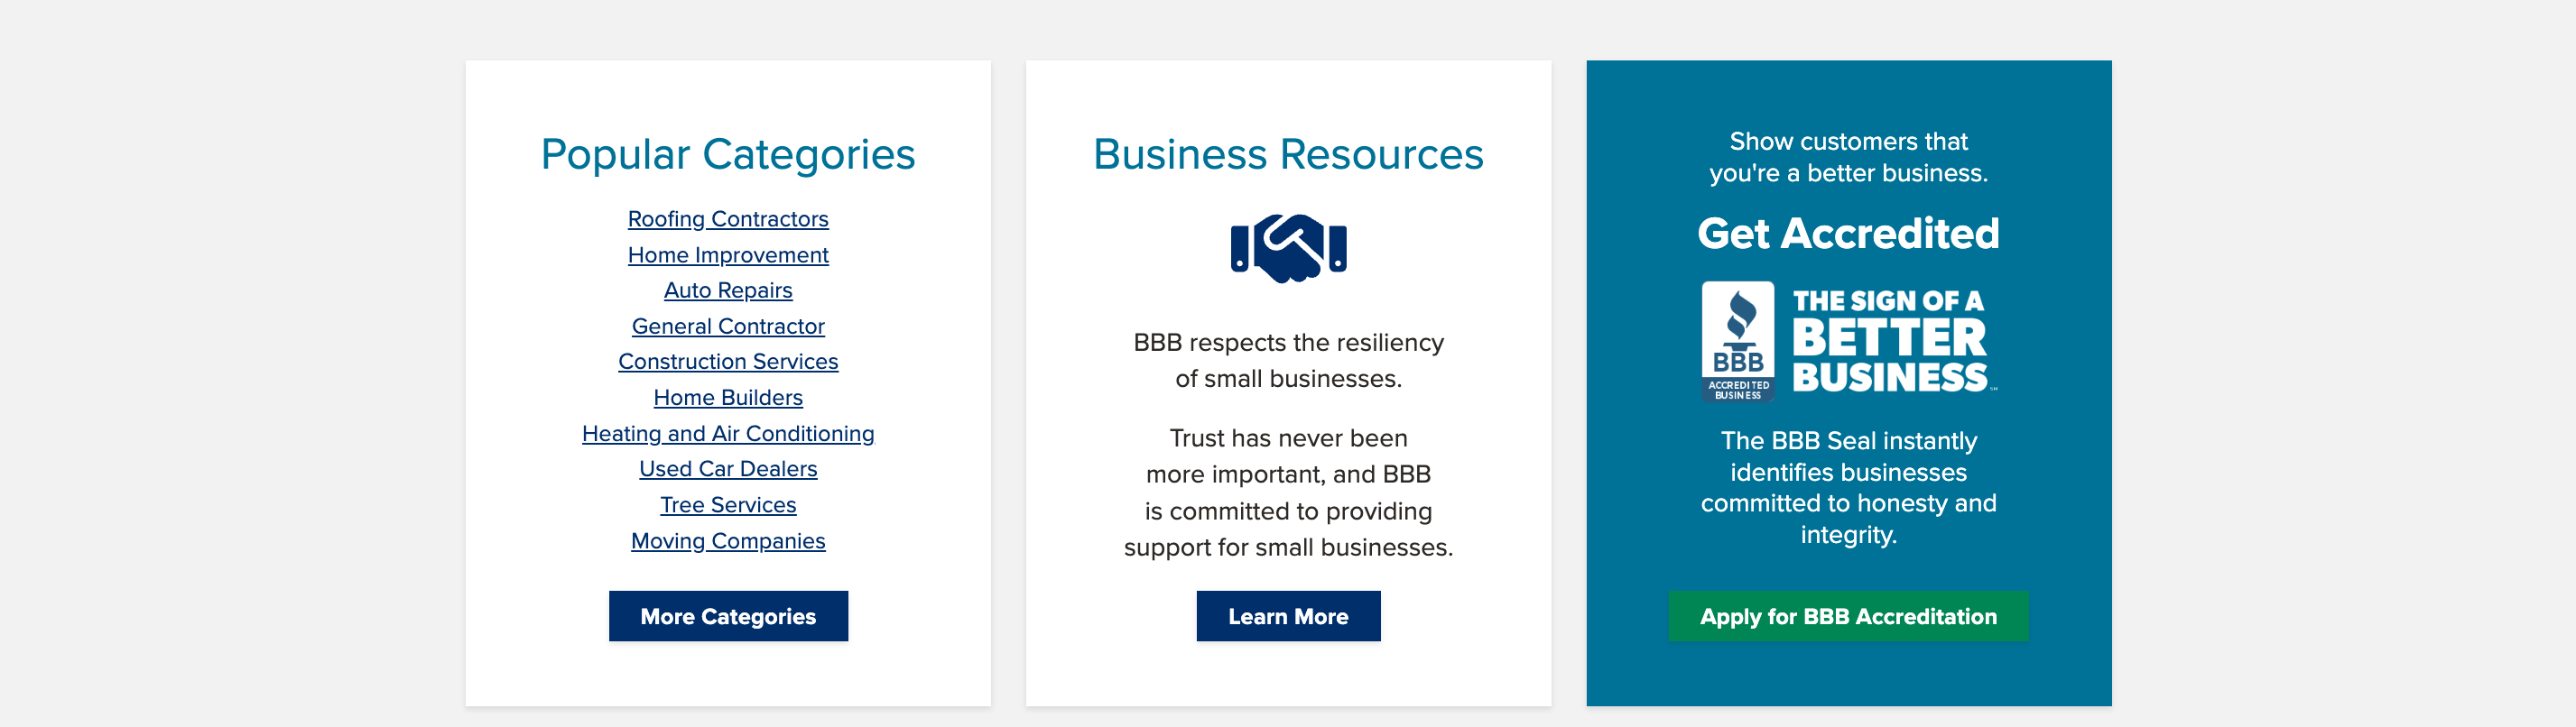 Popular Categories
Roofing Contractors
Home Improvement
Auto Repairs
General Contractor
Construction Services
Home Builders
Heating and Air Conditioning
Used Car Dealers
Tree Services
Moving Companies
More Categories
Business Resources
BBB respects the resiliency
of small businesses.
Trust has never been
more important, and BBB
is committed to providing
support for small businesses.
Learn More
Show customers that
you're a better business.
Get Accredited
BBB
ACCREDITED
BUSINESS
THE SIGN OF A
BETTER
BUSINESS℠
The BBB Seal instantly
identifies businesses
committed to honesty and
integrity.
Apply for BBB Accreditation